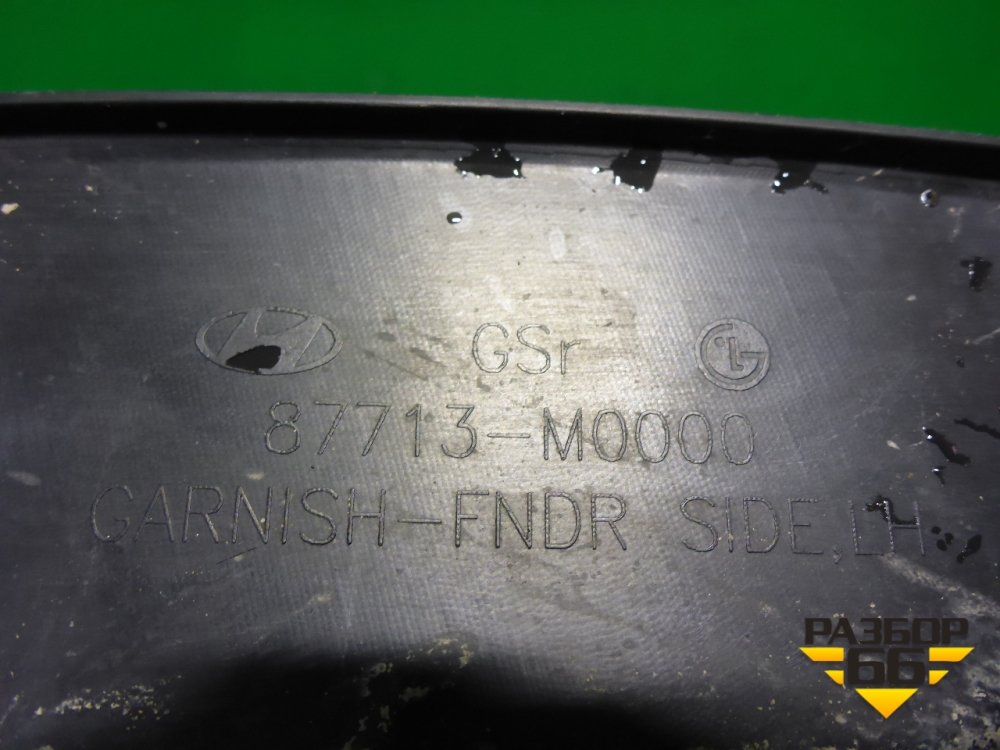 GSr
87713-M0000
GARNISH-FNDR SIDE,LH
РАЗБОР
66